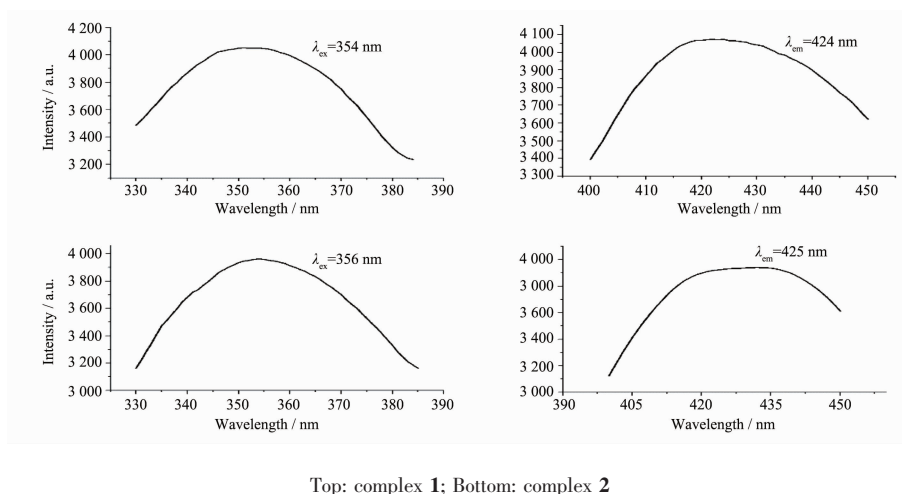 4 200
4 000
3 800
3 600
3 400
3 200
Intensity / a.u.
λex=354 nm
330 340 350 360 370 380 390
Wavelength / nm
4 100
4 100
3 900
3 800
3 700
3 600
3 500
3 400
3 300
λem=424 nm
400 410 420 430 440 450
Wavelength / nm
4 000
3 800
3 600
3 400
3 200
3 000
Intensity / a.u.
λex=356 nm
330 340 350 360 370 380 390
Wavelength / nm
4 000
3 000
3 600
3 400
3 200
3 000
λem=425 nm
390 405 420 435 450
Wavelength / nm
Top: complex 1; Bottom: complex 2